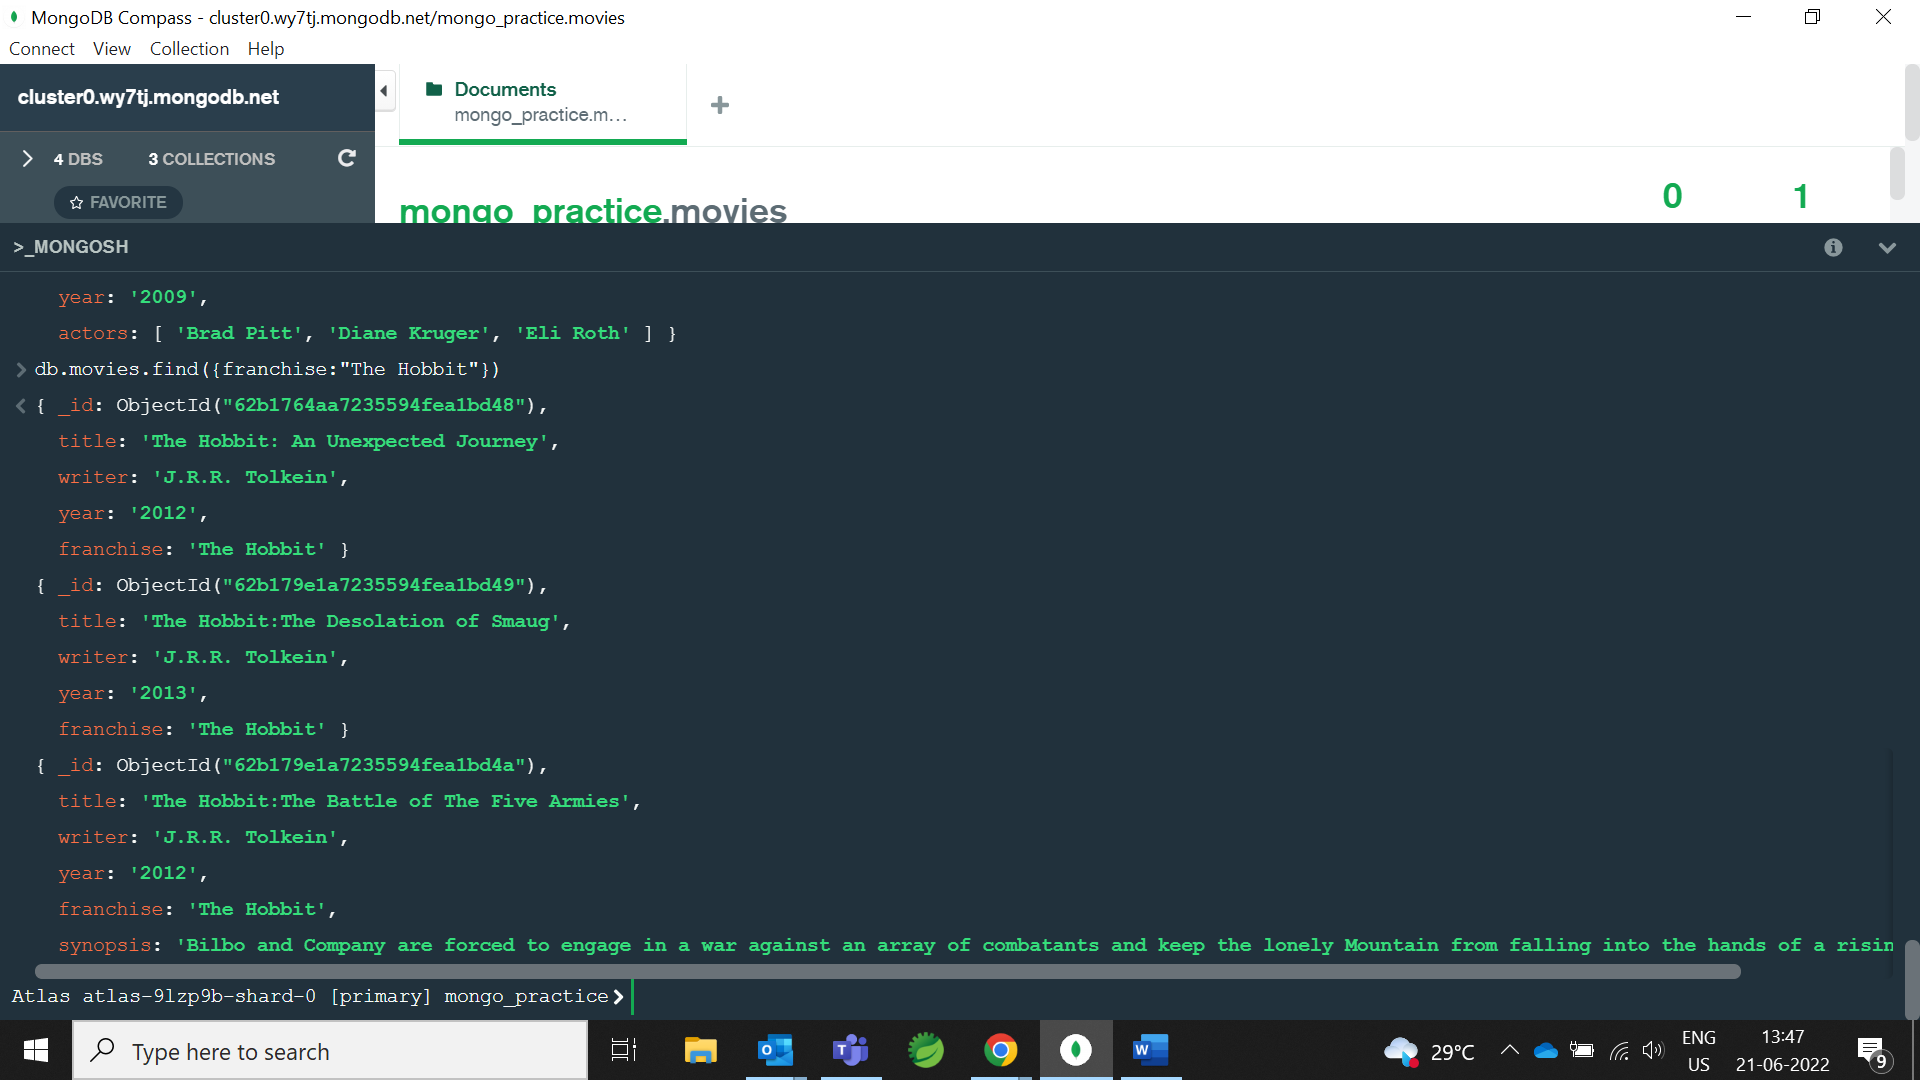 MongoDB Compass - cluster0.wy7tj.mongodb.net/mongo_practice.movies
Connect View Collection Help
cluster0.wy7tj.mongodb.net
Documents
mongo_practice.m...
4 DBS 3 COLLECTIONS
FAVORITE
mongo_practice.movies
0 1
>_MONGOSH
year: '2009',
actors: [ 'Brad Pitt', 'Diane Kruger', 'Eli Roth' ] }
db.movies.find({franchise:"The Hobbit"})
{ _id: ObjectId("62b1764aa7235594fea1bd48"),
title: 'The Hobbit: An Unexpected Journey',
writer: 'J.R.R. Tolkein',
year: '2012',
franchise: 'The Hobbit' }
{ _id: ObjectId("62b179e1a7235594fea1bd49"),
title: 'The Hobbit:The Desolation of Smaug',
writer: 'J.R.R. Tolkein',
year: '2013',
franchise: 'The Hobbit' }
{ _id: ObjectId("62b179e1a7235594fea1bd4a"),
title: 'The Hobbit:The Battle of The Five Armies',
writer: 'J.R.R. Tolkein',
year: '2012',
franchise: 'The Hobbit',
synopsis: 'Bilbo and Company are forced to engage in a war against an array of combatants and keep the lonely Mountain from falling into the hands of a risin
Atlas atlas-9lzp9b-shard-0 [primary] mongo_practice>
Type here to search
29°C
ENG
US
13:47
21-06-2022
9